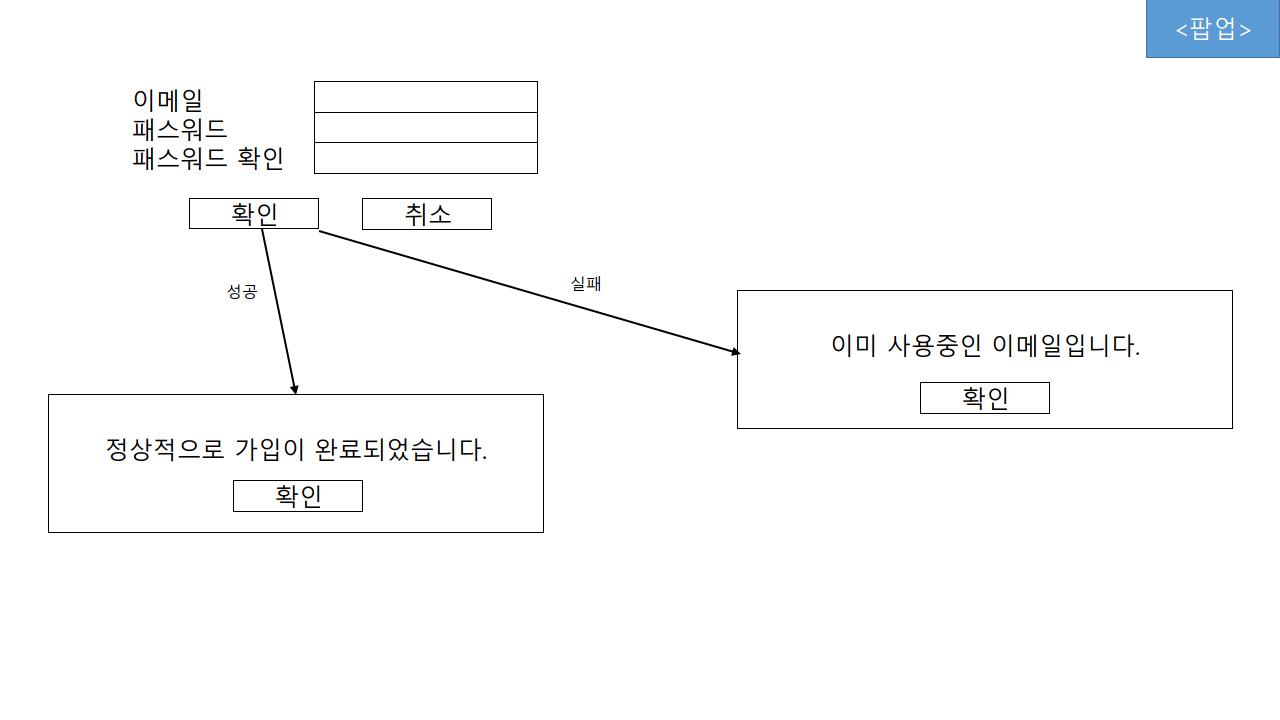 <팝업>
이메일
패스워드
패스워드 확인
확인
취소
성공
실패
이미 사용중인 이메일입니다.
확인
정상적으로 가입이 완료되었습니다.
확인